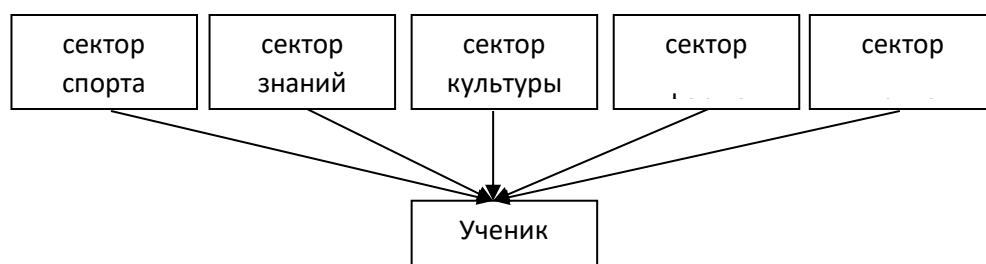 сектор
спорта
сектор
знаний
сектор
культуры
сектор
сектор
Ученик